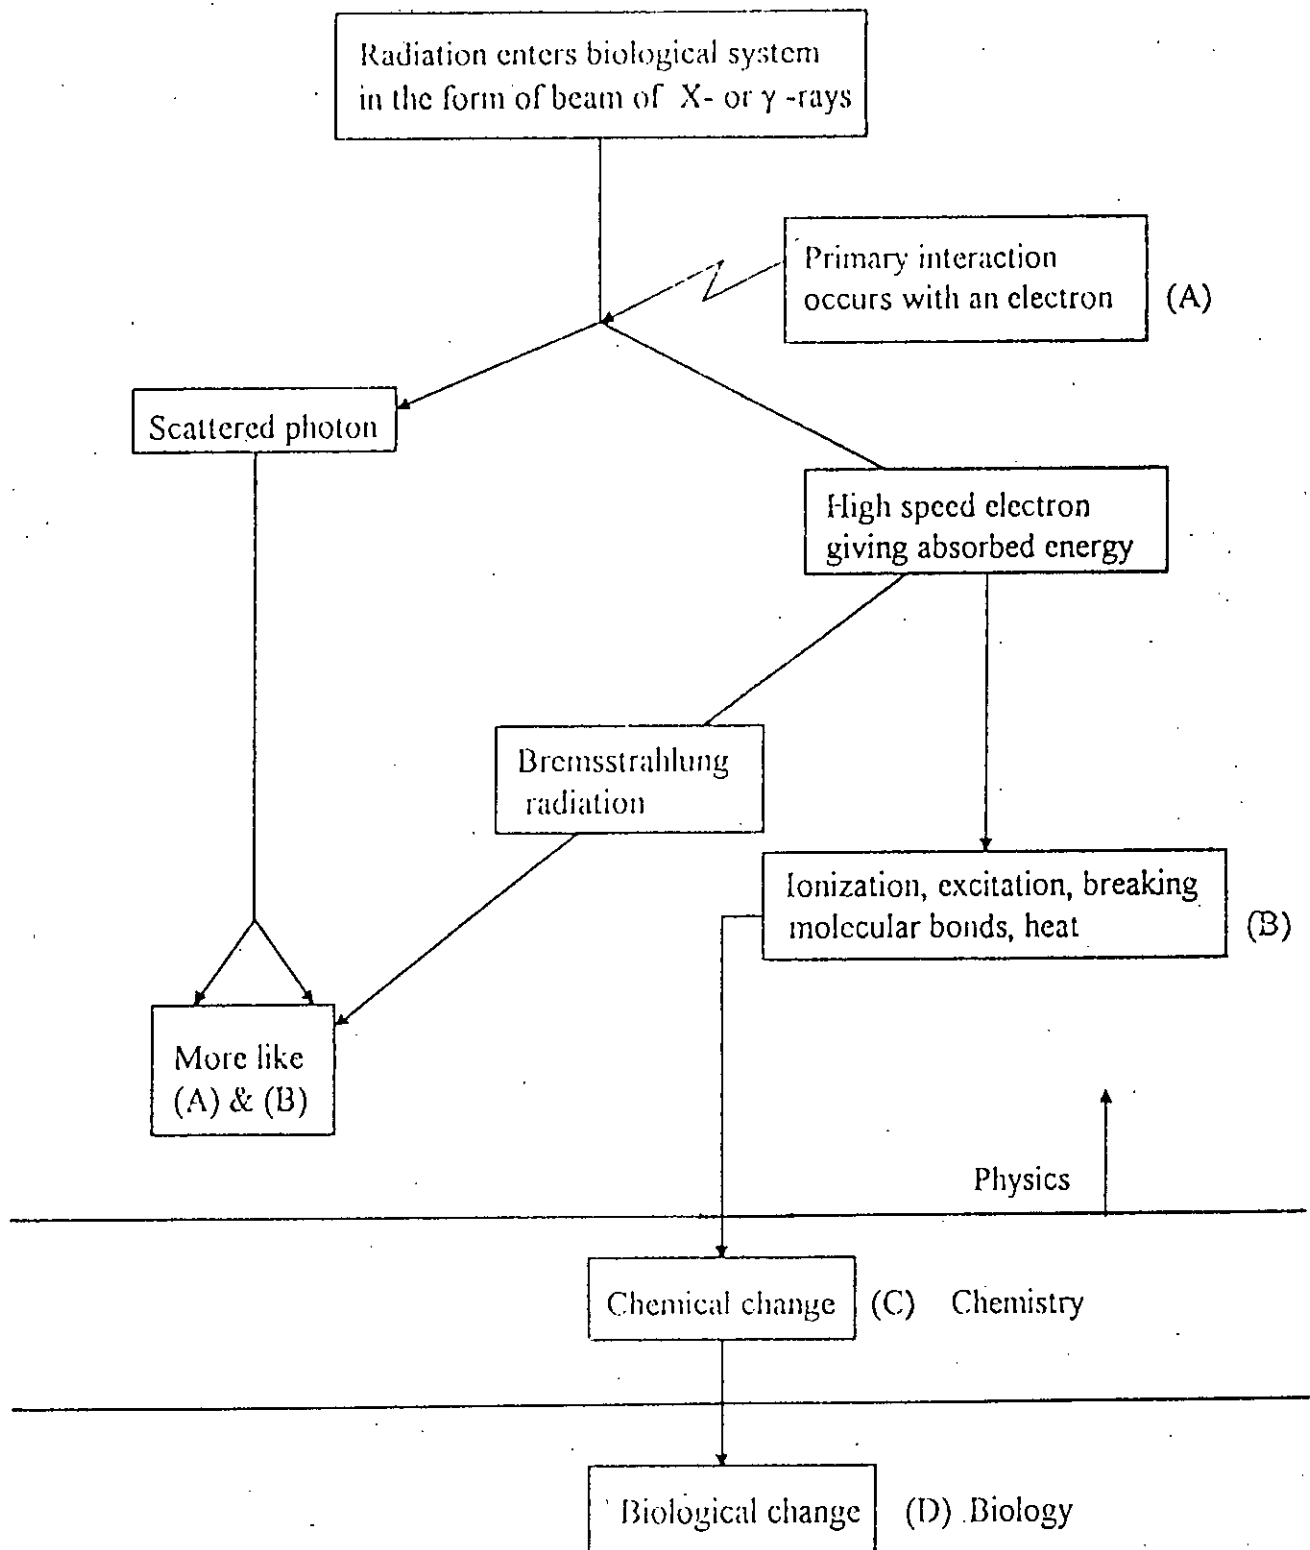 Radiation enters biological system
in the form of beam of X- or γ -rays
Primary interaction
occurs with an electron
(A)
Scattered photon
High speed electron
giving absorbed energy
Bremsstrahlung
radiation
Ionization, excitation, breaking
molecular bonds, heat
(B)
More like
(A) & (B)
Physics
Chemical change (C) Chemistry
Biological change (D) Biology